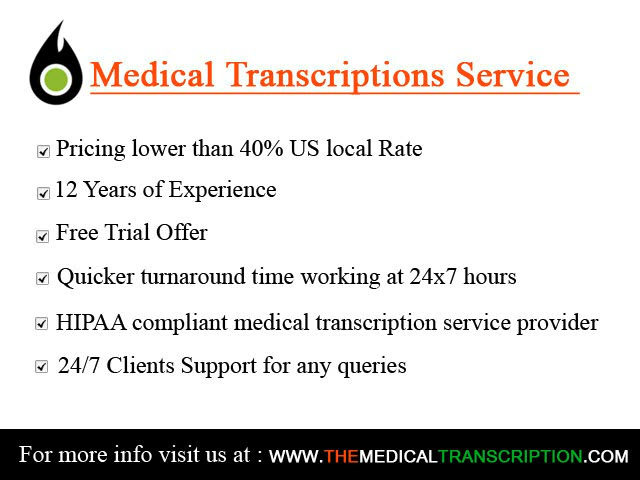 Medical Transcriptions Service
Pricing lower than 40% US local Rate
12 Years of Experience
Free Trial Offer
Quicker turnaround time working at 24x7 hours
HIPAA compliant medical transcription service provider
24/7 Clients Support for any queries
For more info visit us at : WWW.THEMEDICALTRANSCRIPTION.COM